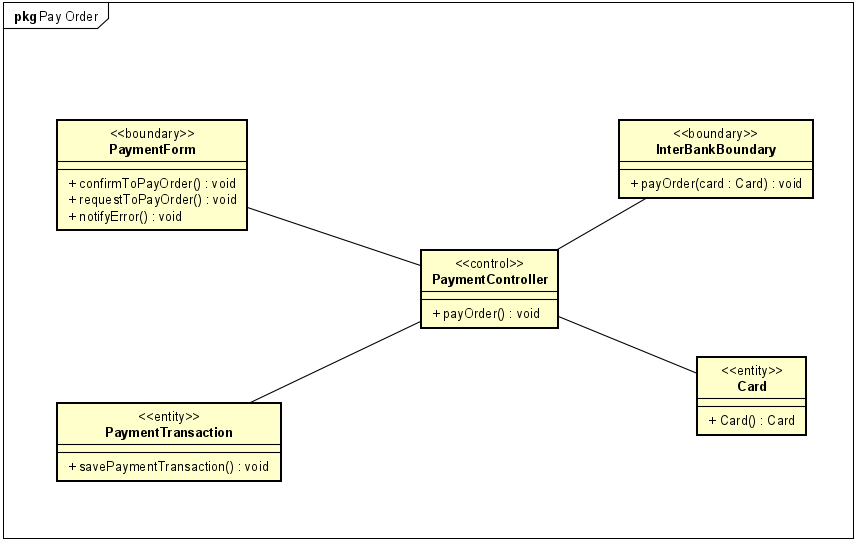 pkg Pay Order
<<boundary>>
PaymentForm
+ confirmToPayOrder() : void
+ requestToPayOrder() : void
+ notifyError() : void
<<boundary>>
InterBankBoundary
+ payOrder(card : Card) : void
<<control>>
PaymentController
+ payOrder() : void
<<entity>>
PaymentTransaction
+ savePaymentTransaction() : void
<<entity>>
Card
+ Card() : Card